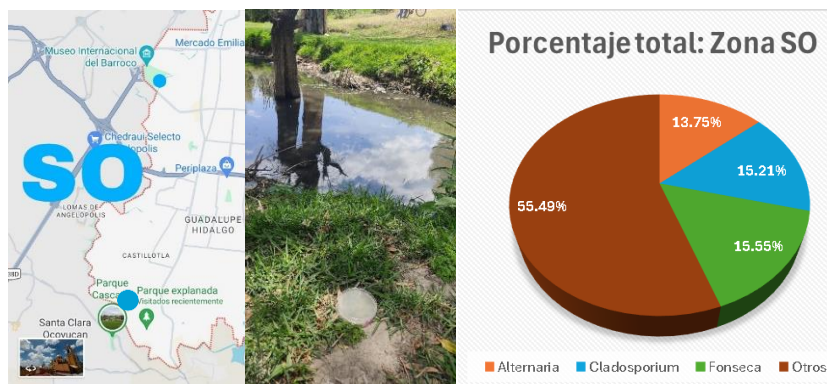 Museo Internacional
del Barroco
Mercado Emilia
SO
Chedraui Selecto
Periplaza
LOMAS DE
ANGELÓPOLIS
GUADALUPE
HIDALGO
CASTILLOTLA
Parque
Parque explanada
Visitados recientemente
Santa Clara
Ocoyucan
Porcentaje total: Zona SO
13.75%
15.21%
15.55%
55.49%
Alternaria
Cladosporium
Fonseca
Otros